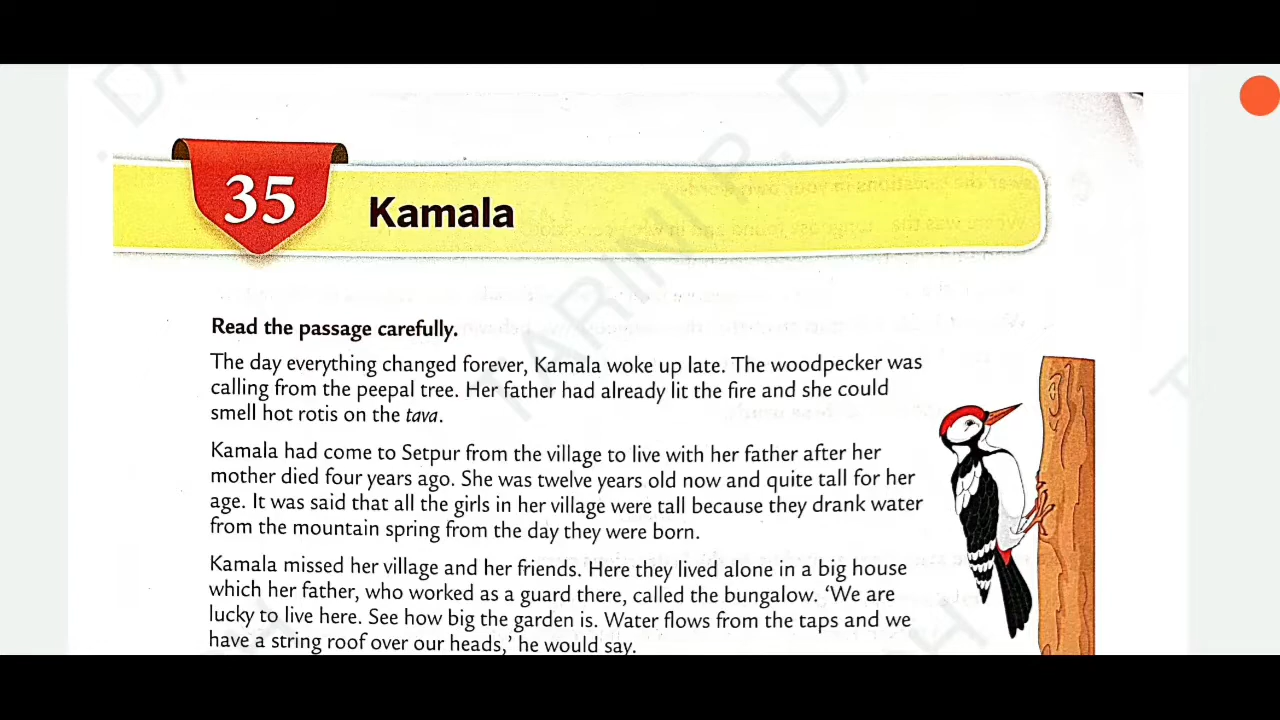 35
Kamala
Read the passage carefully.
The day everything changed forever, Kamala woke up late. The woodpecker was
calling from the peepal tree. Her father had already lit the fire and she could
smell hot rotis on the tava.
Kamala had come to Setpur from the village to live with her father after her
mother died four years ago. She was twelve years old now and quite tall for her
age. It was said that all the girls in her village were tall because they drank water
from the mountain spring from the day they were born.
Kamala missed her village and her friends. Here they lived alone in a big house
which her father, who worked as a guard there, called the bungalow. ‘We are
lucky to live here. See how big the garden is. Water flows from the taps and we
have a string roof over our heads,’ he would say.